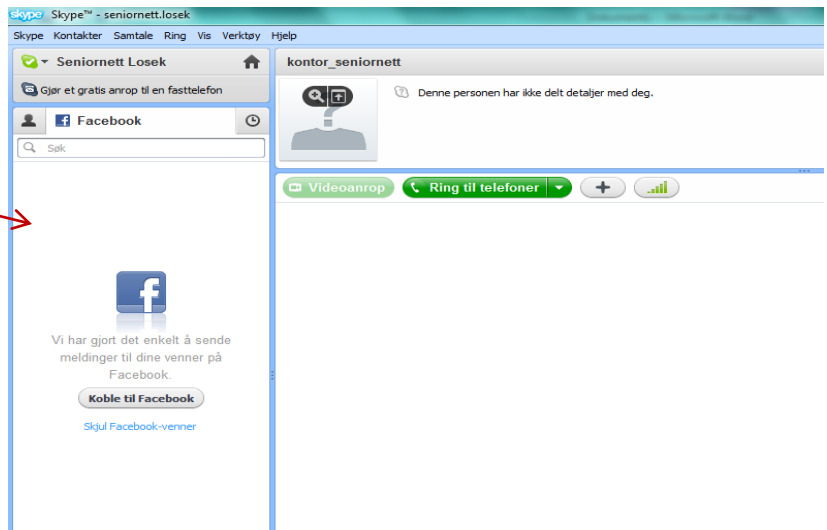 Skype™ - seniornett.losek
Skype Kontakter Samtale Ring Vis Verktøy Hjelp
Seniornett Losek
Gjør et gratis anrop til en fasttelefon
Facebook
Søk
Vi har gjort det enkelt å sende
meldinger til dine venner på
Facebook.
Koble til Facebook
Skjul Facebook-venner
kontor_seniornett
Denne personen har ikke delt detaljer med deg.
Videoanrop
Ring til telefoner